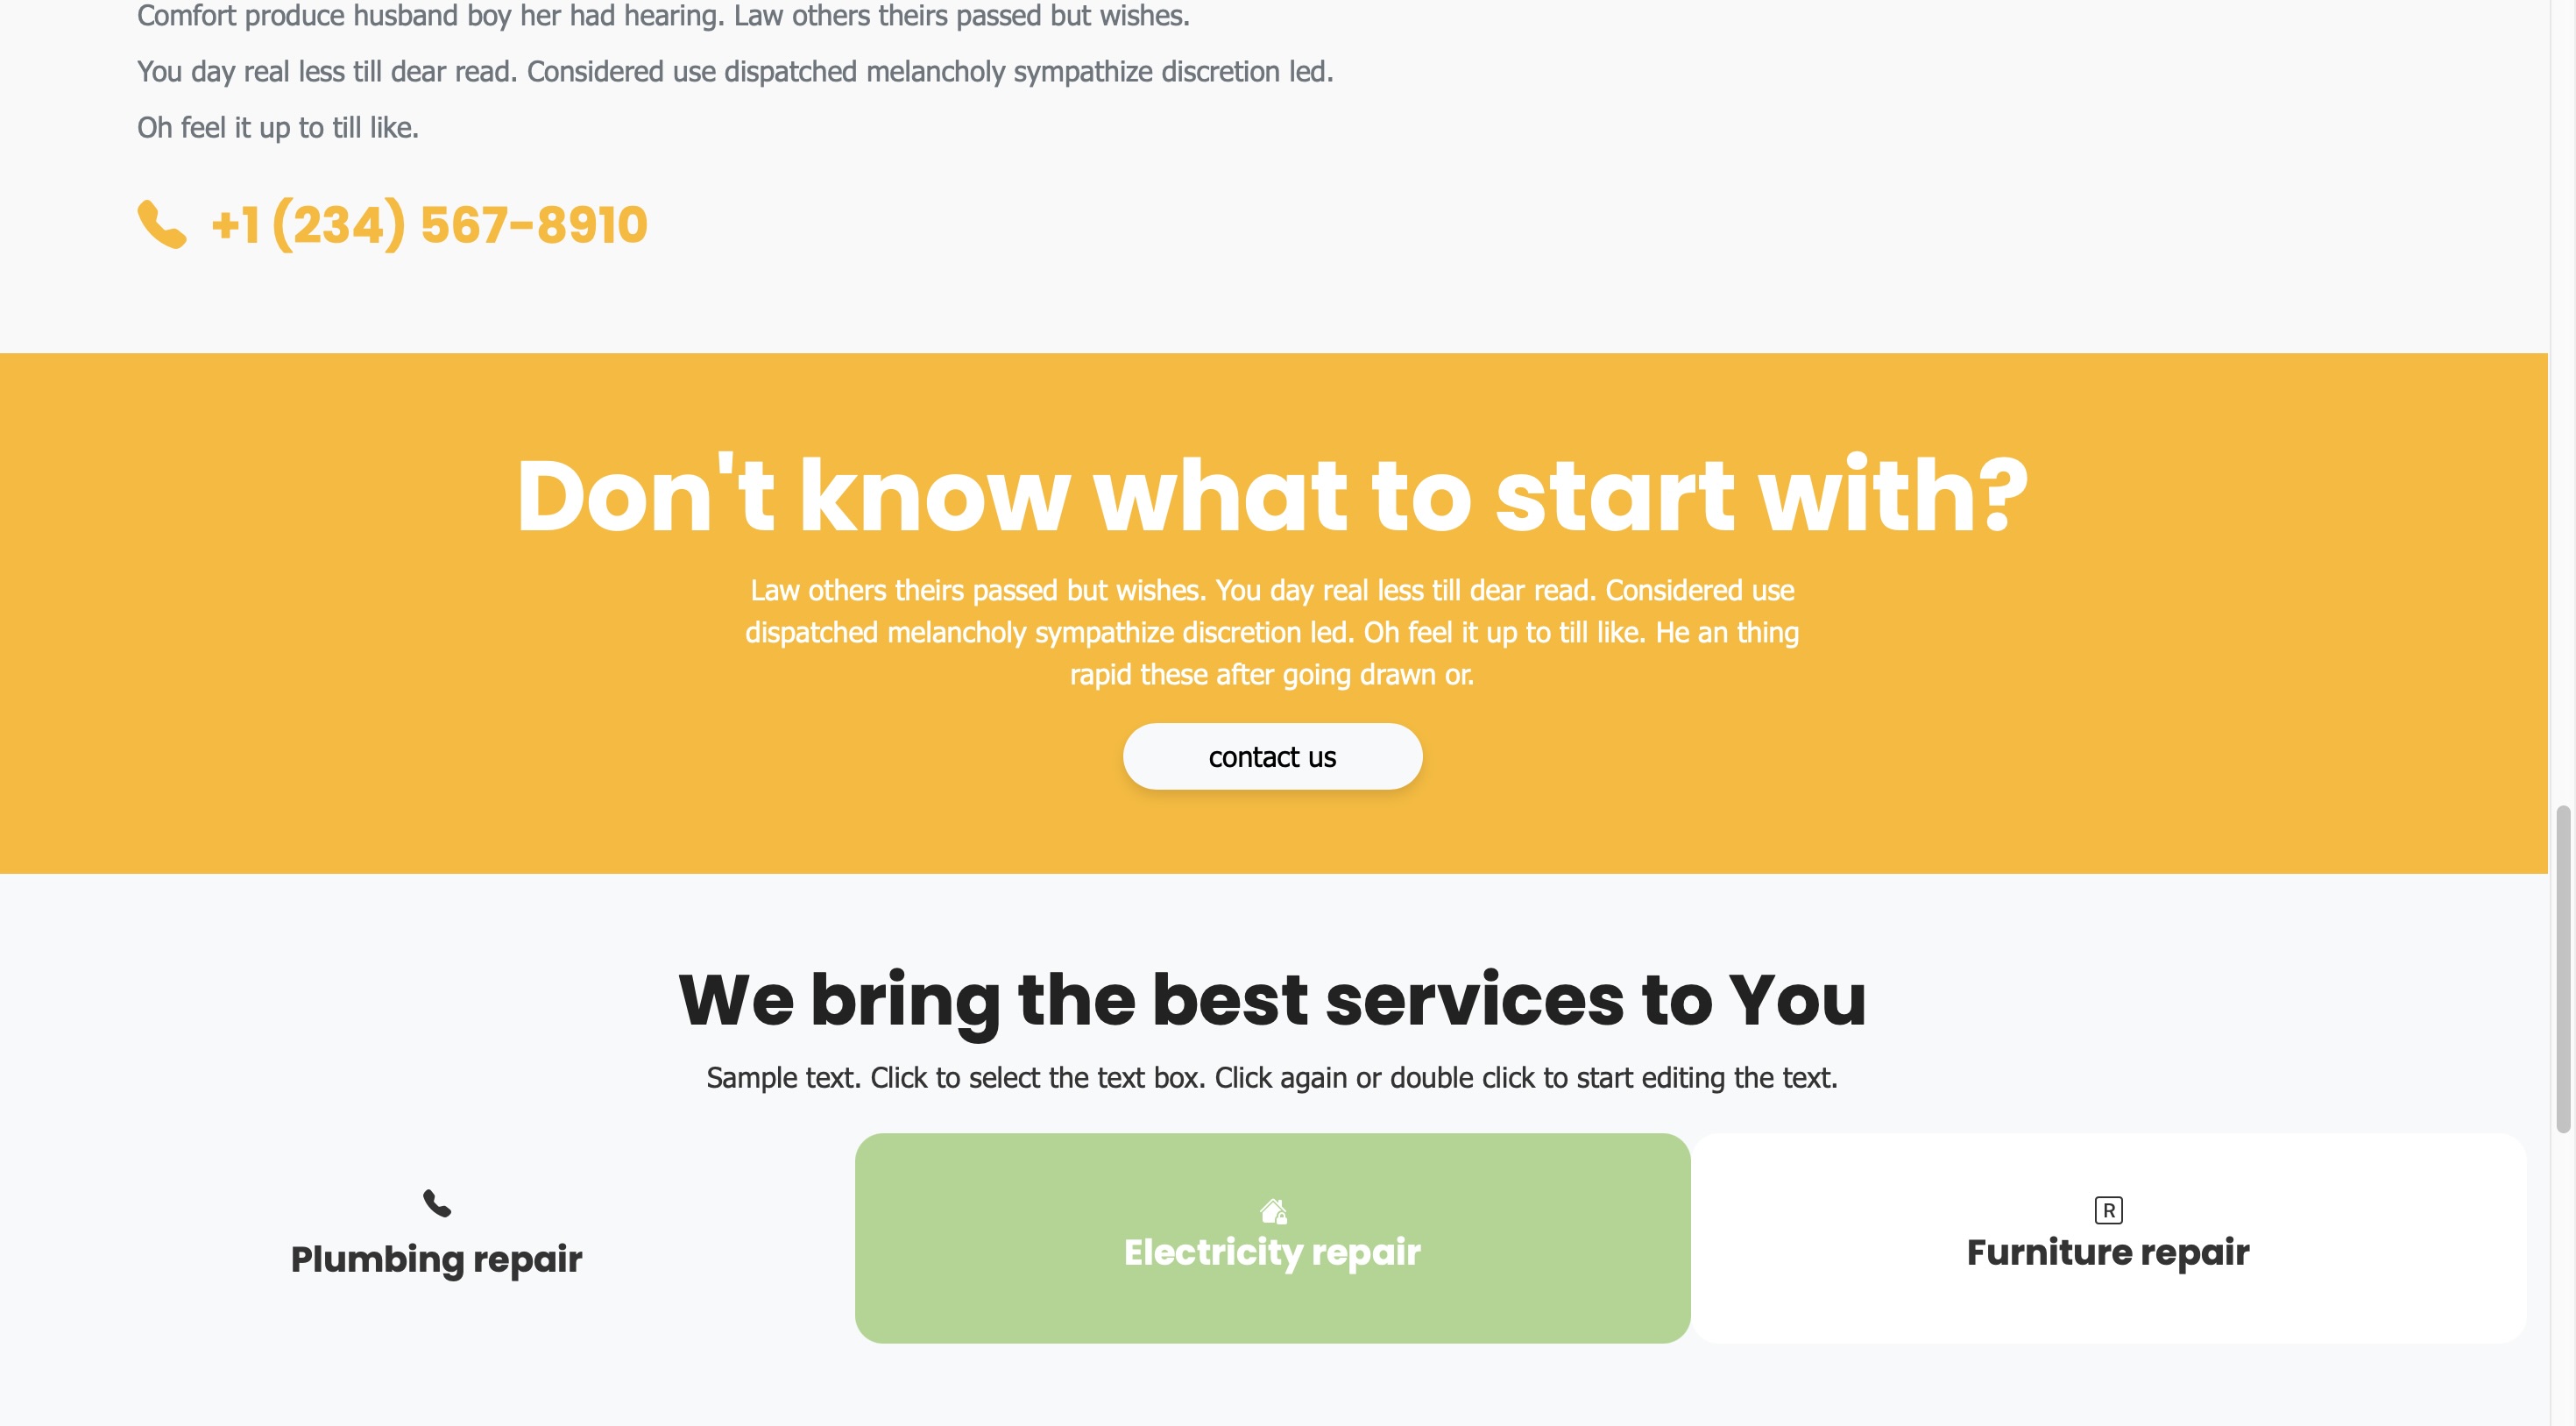 Comfort produce husband boy her had hearing. Law others theirs passed but wishes.
You day real less till dear read. Considered use dispatched melancholy sympathize discretion led.
Oh feel it up to till like.
+1 (234) 567-8910
Don't know what to start with?
Law others theirs passed but wishes. You day real less till dear read. Considered use
dispatched melancholy sympathize discretion led. Oh feel it up to till like. He an thing
rapid these after going drawn or.
contact us
We bring the best services to You
Sample text. Click to select the text box. Click again or double click to start editing the text.
Plumbing repair
Electricity repair
R
Furniture repair